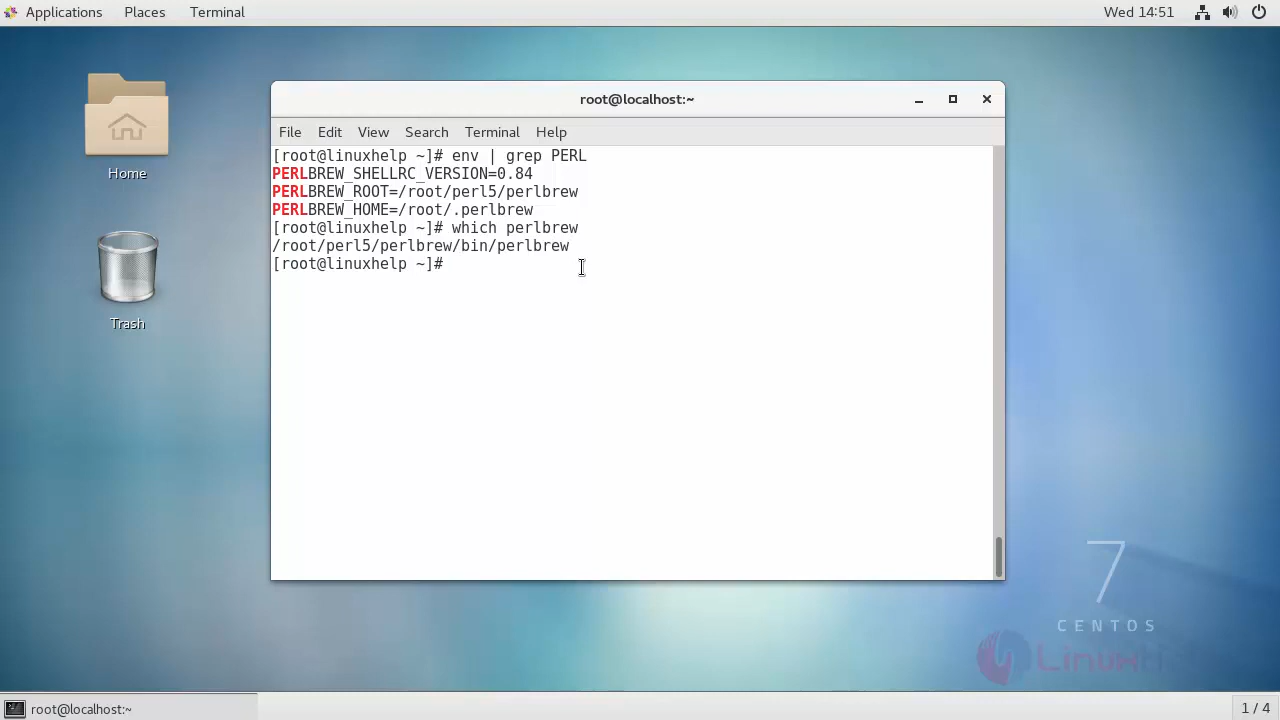 Applications Places Terminal Wed 14:51
Home
Trash
root@localhost:~
File Edit View Search Terminal Help
[root@linuxhelp ~]# env | grep PERL
PERLBREW_SHELLRC_VERSION=0.84
PERLBREW_ROOT=/root/perl5/perlbrew
PERLBREW_HOME=/root/.perlbrew
[root@linuxhelp ~]# which perlbrew
/root/perl5/perlbrew/bin/perlbrew
[root@linuxhelp ~]#
7
CENTOS
root@localhost:~ 1 / 4